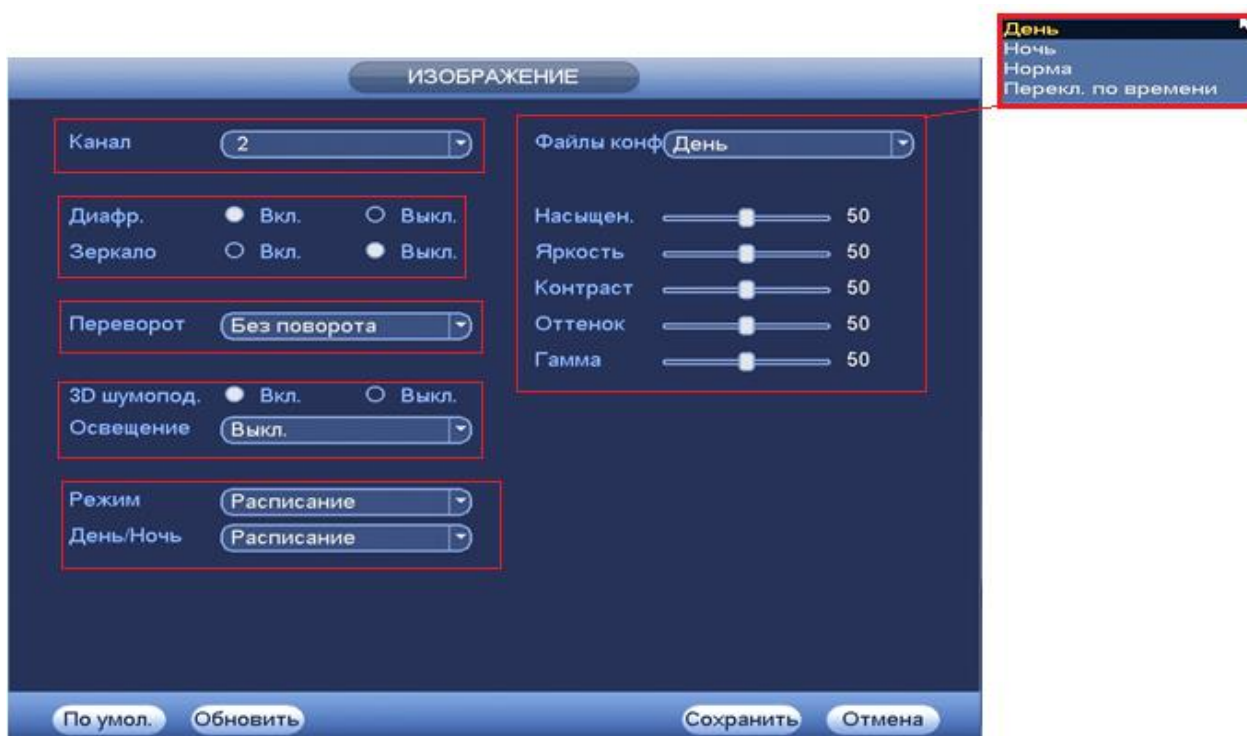 День
Ночь
Норма
Перекл. по времени
ИЗОБРАЖЕНИЕ
Канал 2
Диафр. Вкл. Выкл.
Зеркало Вкл. Выкл.
Переворот Без поворота
3D шумопод. Вкл. Выкл.
Освещение Выкл.
Режим Расписание
День/Ночь Расписание
Файлы конф День
Насыщен. 50
Яркость 50
Контраст 50
Оттенок 50
Гамма 50
По умол. Обновить Сохранить Отмена